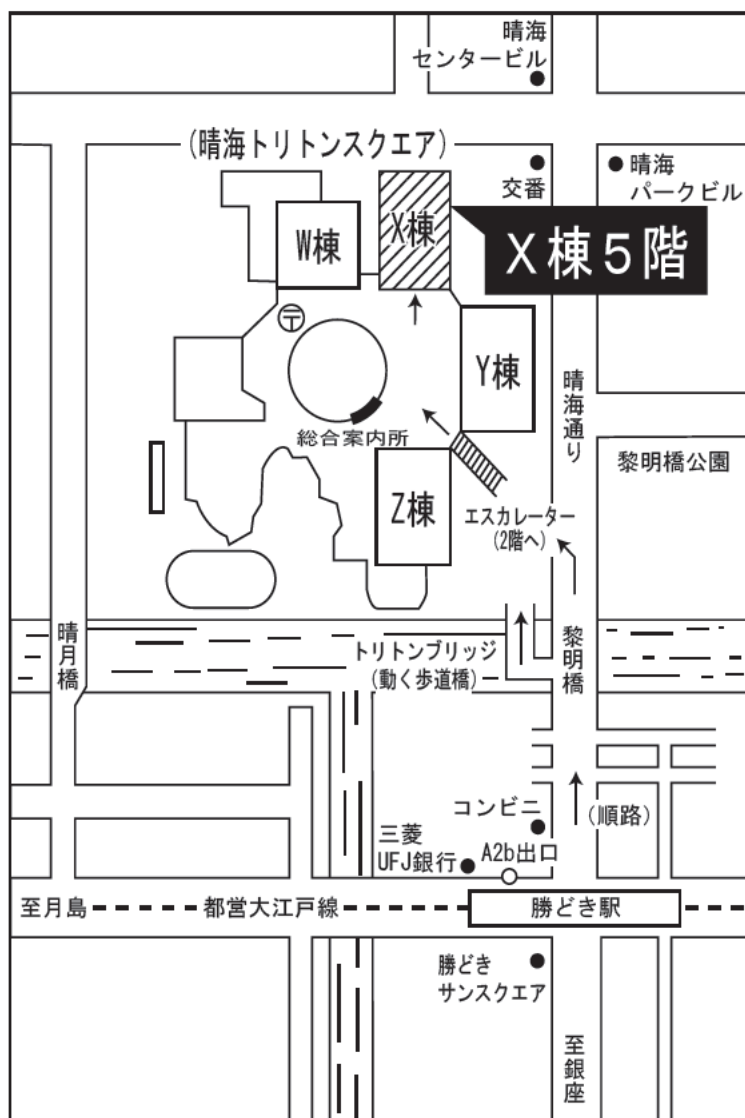 晴海
センタービル
(晴海トリトンスクエア)
交番
晴海
パークビル
W棟
X棟
X棟5階
〒
Y棟
晴海通り
総合案内所
黎明橋公園
Z棟
エスカレーター
(2階へ)
晴月橋
トリトンブリッジ
(動く歩道橋)
黎明橋
コンビニ
(順路)
三菱
UFJ銀行
A2b出口
至月島
都営大江戸線
勝どき駅
勝どき
サンスクエア
至銀座